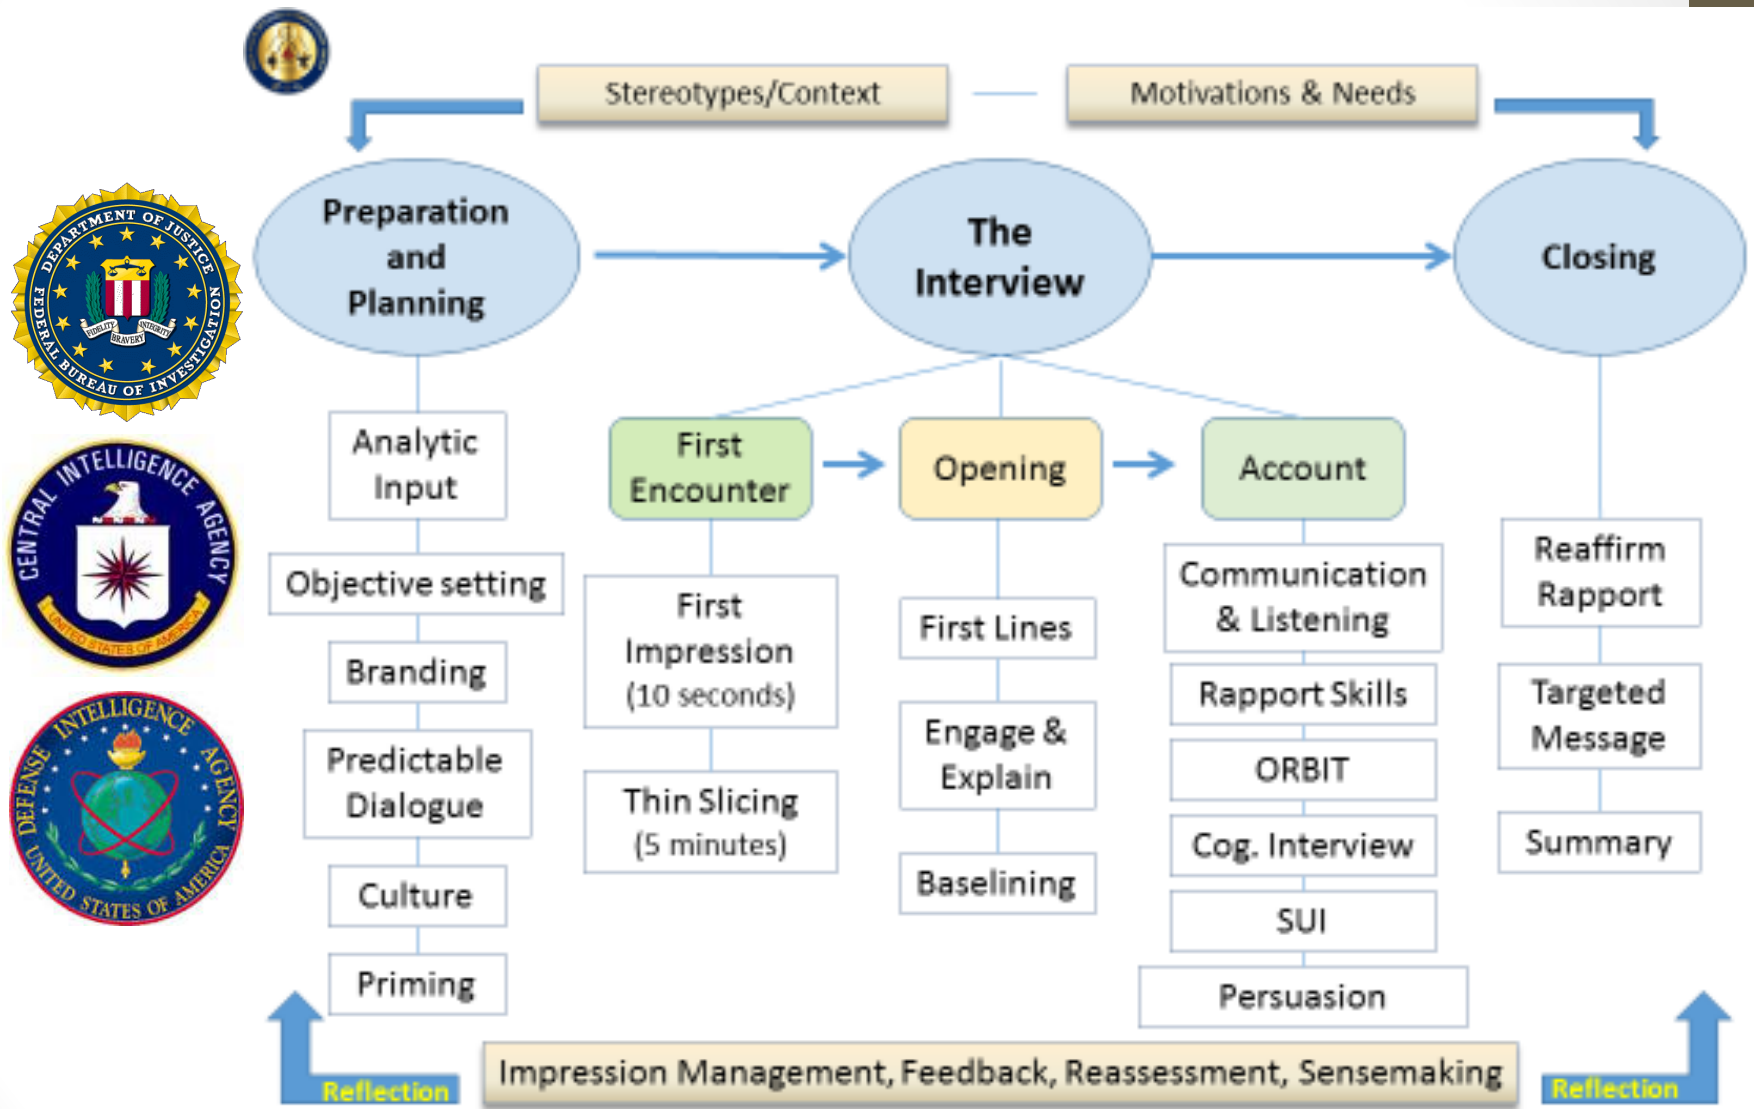 Stereotypes/Context
Motivations & Needs
Preparation
and
Planning
The
Interview
Closing
DEPARTMENT OF JUSTICE
FEDERAL BUREAU OF INVESTIGATION
FIDELITY
BRAVERY
INTEGRITY
CENTRAL INTELLIGENCE AGENCY
UNITED STATES OF AMERICA
DEFENSE INTELLIGENCE AGENCY
UNITED STATES OF AMERICA
Analytic
Input
Objective setting
Branding
Predictable
Dialogue
Culture
Priming
First
Encounter
First
Impression
(10 seconds)
Thin Slicing
(5 minutes)
Opening
First Lines
Engage &
Explain
Baselining
Account
Communication
& Listening
Rapport Skills
ORBIT
Cog. Interview
SUI
Persuasion
Reaffirm
Rapport
Targeted
Message
Summary
Reflection
Impression Management, Feedback, Reassessment, Sensemaking
Reflection